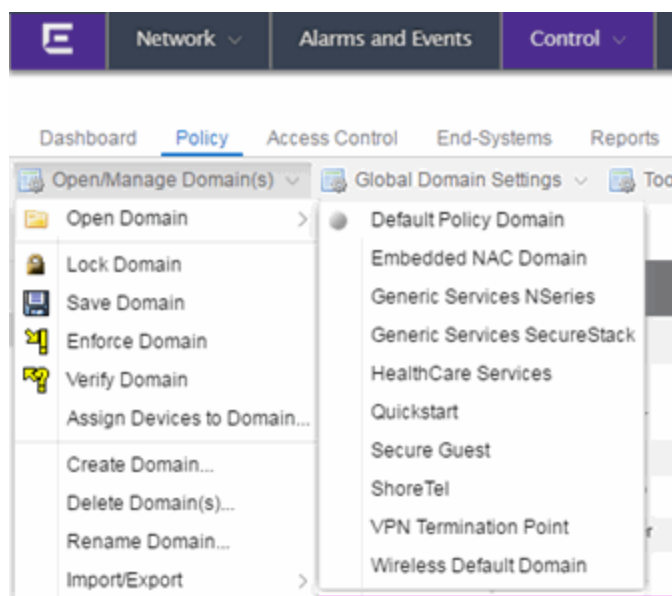 Network
Alarms and Events
Control
Dashboard
Policy
Access Control
End-Systems
Reports
Open/Manage Domain(s)
Global Domain Settings
Open Domain
Lock Domain
Save Domain
Enforce Domain
Verify Domain
Assign Devices to Domain...
Create Domain...
Delete Domain(s)...
Rename Domain...
Import/Export
Default Policy Domain
Embedded NAC Domain
Generic Services NSeries
Generic Services SecureStack
HealthCare Services
Quickstart
Secure Guest
ShoreTel
VPN Termination Point
Wireless Default Domain